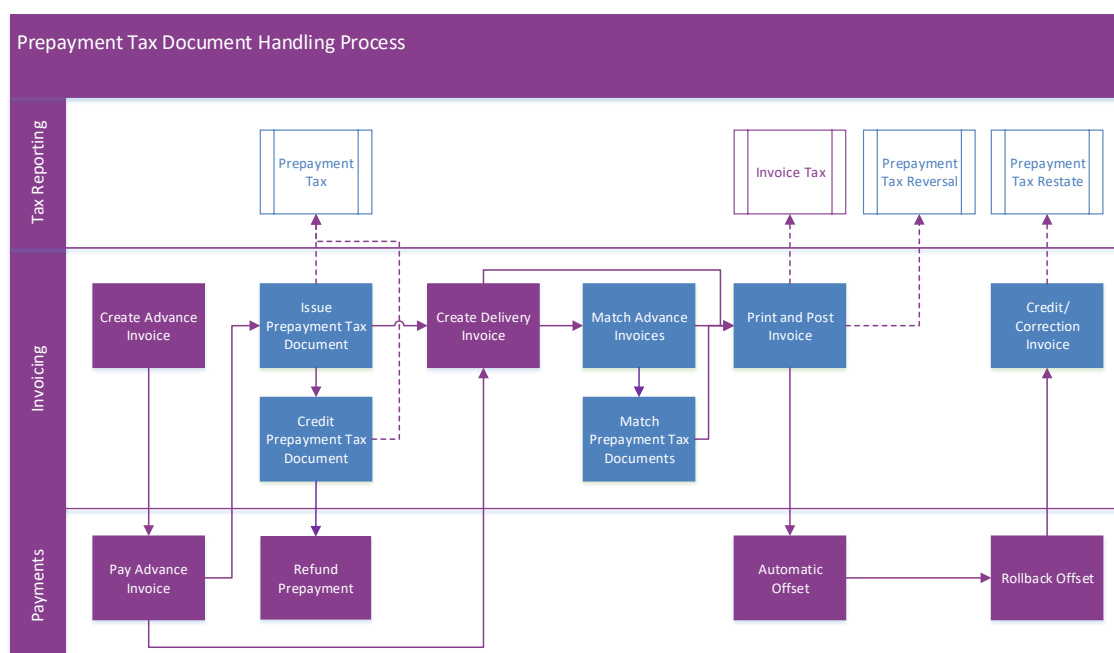 Prepayment Tax Document Handling Process
Tax Reporting
Prepayment
Tax
Invoice Tax
Prepayment
Tax Reversal
Prepayment
Tax Restate
Invoicing
Create Advance
Invoice
Issue
Prepayment Tax
Document
Create Delivery
Invoice
Match Advance
Invoices
Print and Post
Invoice
Credit/
Correction
Invoice
Credit
Prepayment Tax
Document
Match
Prepayment Tax
Documents
Payments
Pay Advance
Invoice
Refund
Prepayment
Automatic
Offset
Rollback Offset